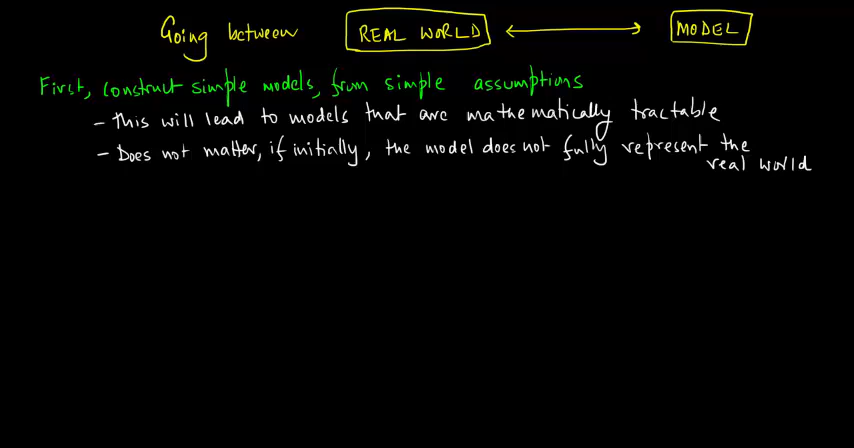 Going between REAL WORLD MODEL
First, construct simple models, from simple assumptions
- This will lead to models that are mathematically tractable
- Does not matter, if initially, the model does not fully represent the
real world